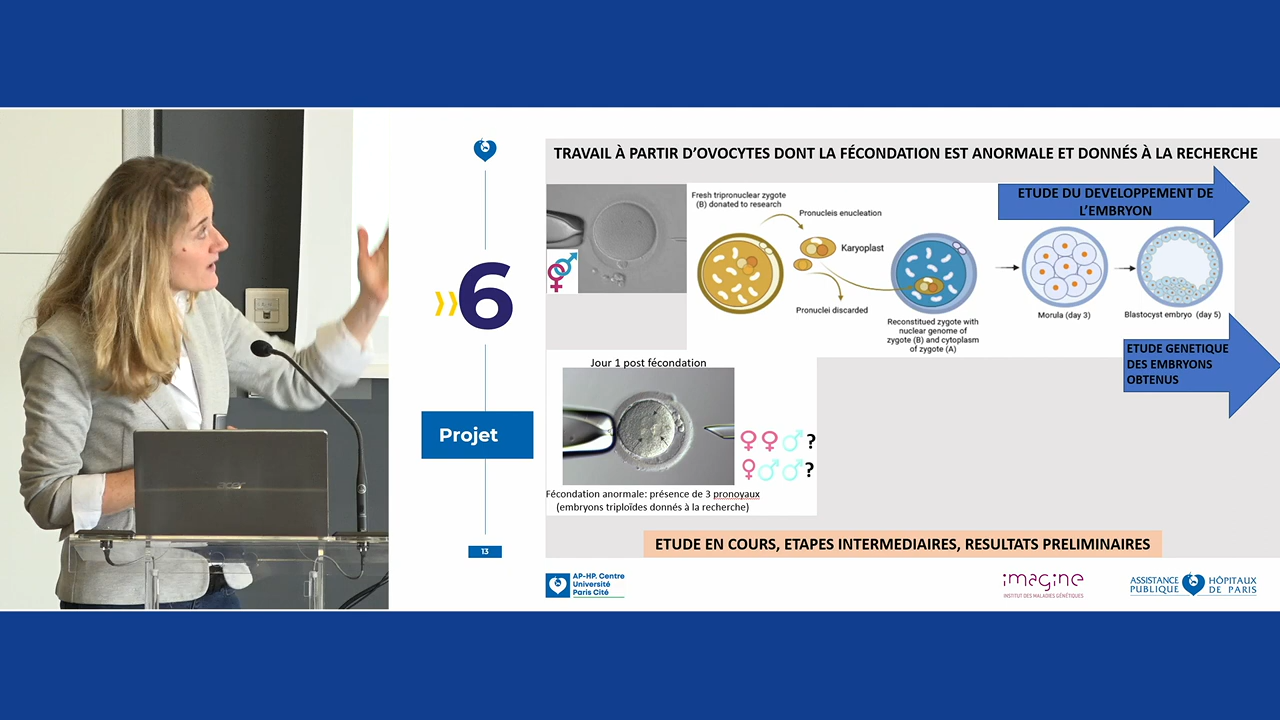 TRAVAIL À PARTIR D’OVOCYTES DONT LA FÉCONDATION EST ANORMALE ET DONNÉS À LA RECHERCHE
ETUDE DU DEVELOPPEMENT DE
L’EMBRYON
Fresh tripronuclear zygote
(B) donated to research
Pronucleis enucleation
Karyoplast
Pronuclei discarded
Reconstitued zygote with
nuclear genome of
zygote (B) and cytoplasm
of zygote (A)
Morula (day 3)
Blastocyst embryo (day 5)
ETUDE GENETIQUE
DES EMBRYONS
OBTENUS
»6
Projet
13
Jour 1 post fécondation
♀♀♂?
♀♂♂?
Fécondation anormale: présence de 3 pronoyaux
(embryons triploïdes donnés à la recherche)
ETUDE EN COURS, ETAPES INTERMEDIAIRES, RESULTATS PRELIMINAIRES
AP-HP. Centre
Université
Paris Cité
imagine
INSTITUT DES MALADIES GÉNÉTIQUES
ASSISTANCE HÔPITAUX
PUBLIQUE DE PARIS
acer